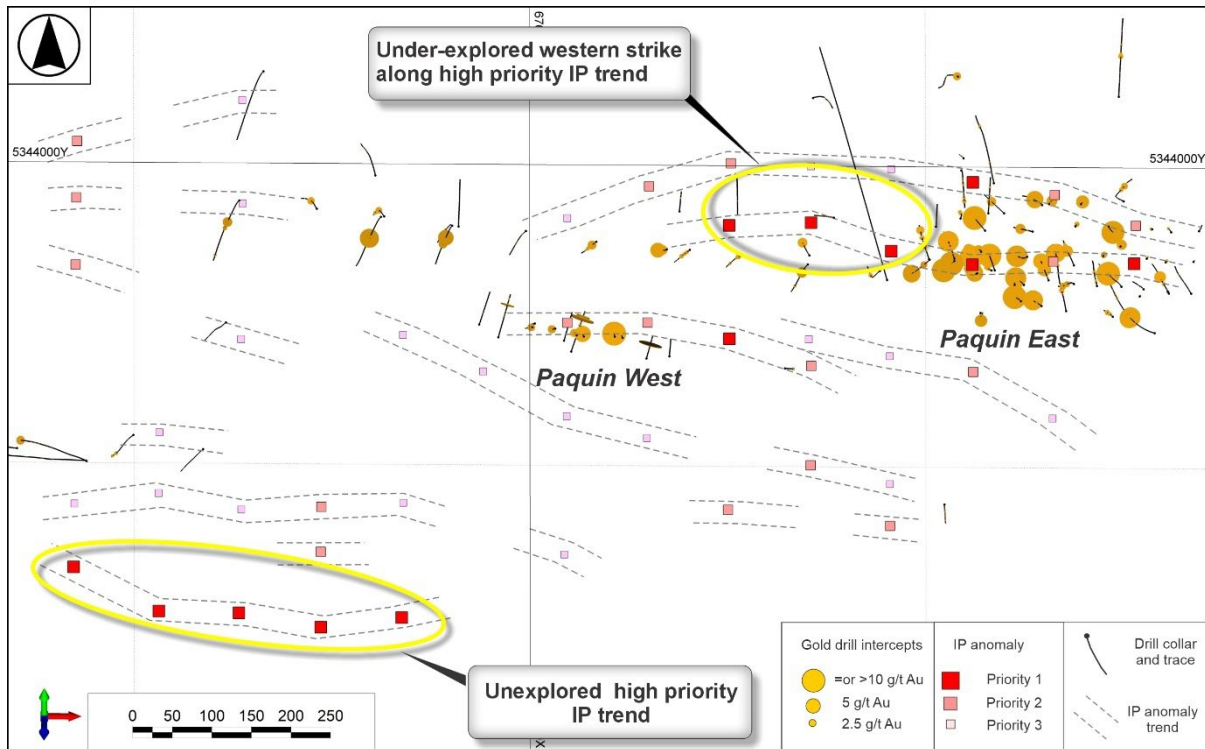 Under-explored western strike
along high priority IP trend
5344000Y
5344000Y
Paquin East
Paquin West
Unexplored high priority
IP trend
0 50 100 150 200 250
X
Gold drill intercepts
=or >10 g/t Au
5 g/t Au
2.5 g/t Au
IP anomaly
Priority 1
Priority 2
Priority 3
Drill collar
and trace
IP anomaly
trend